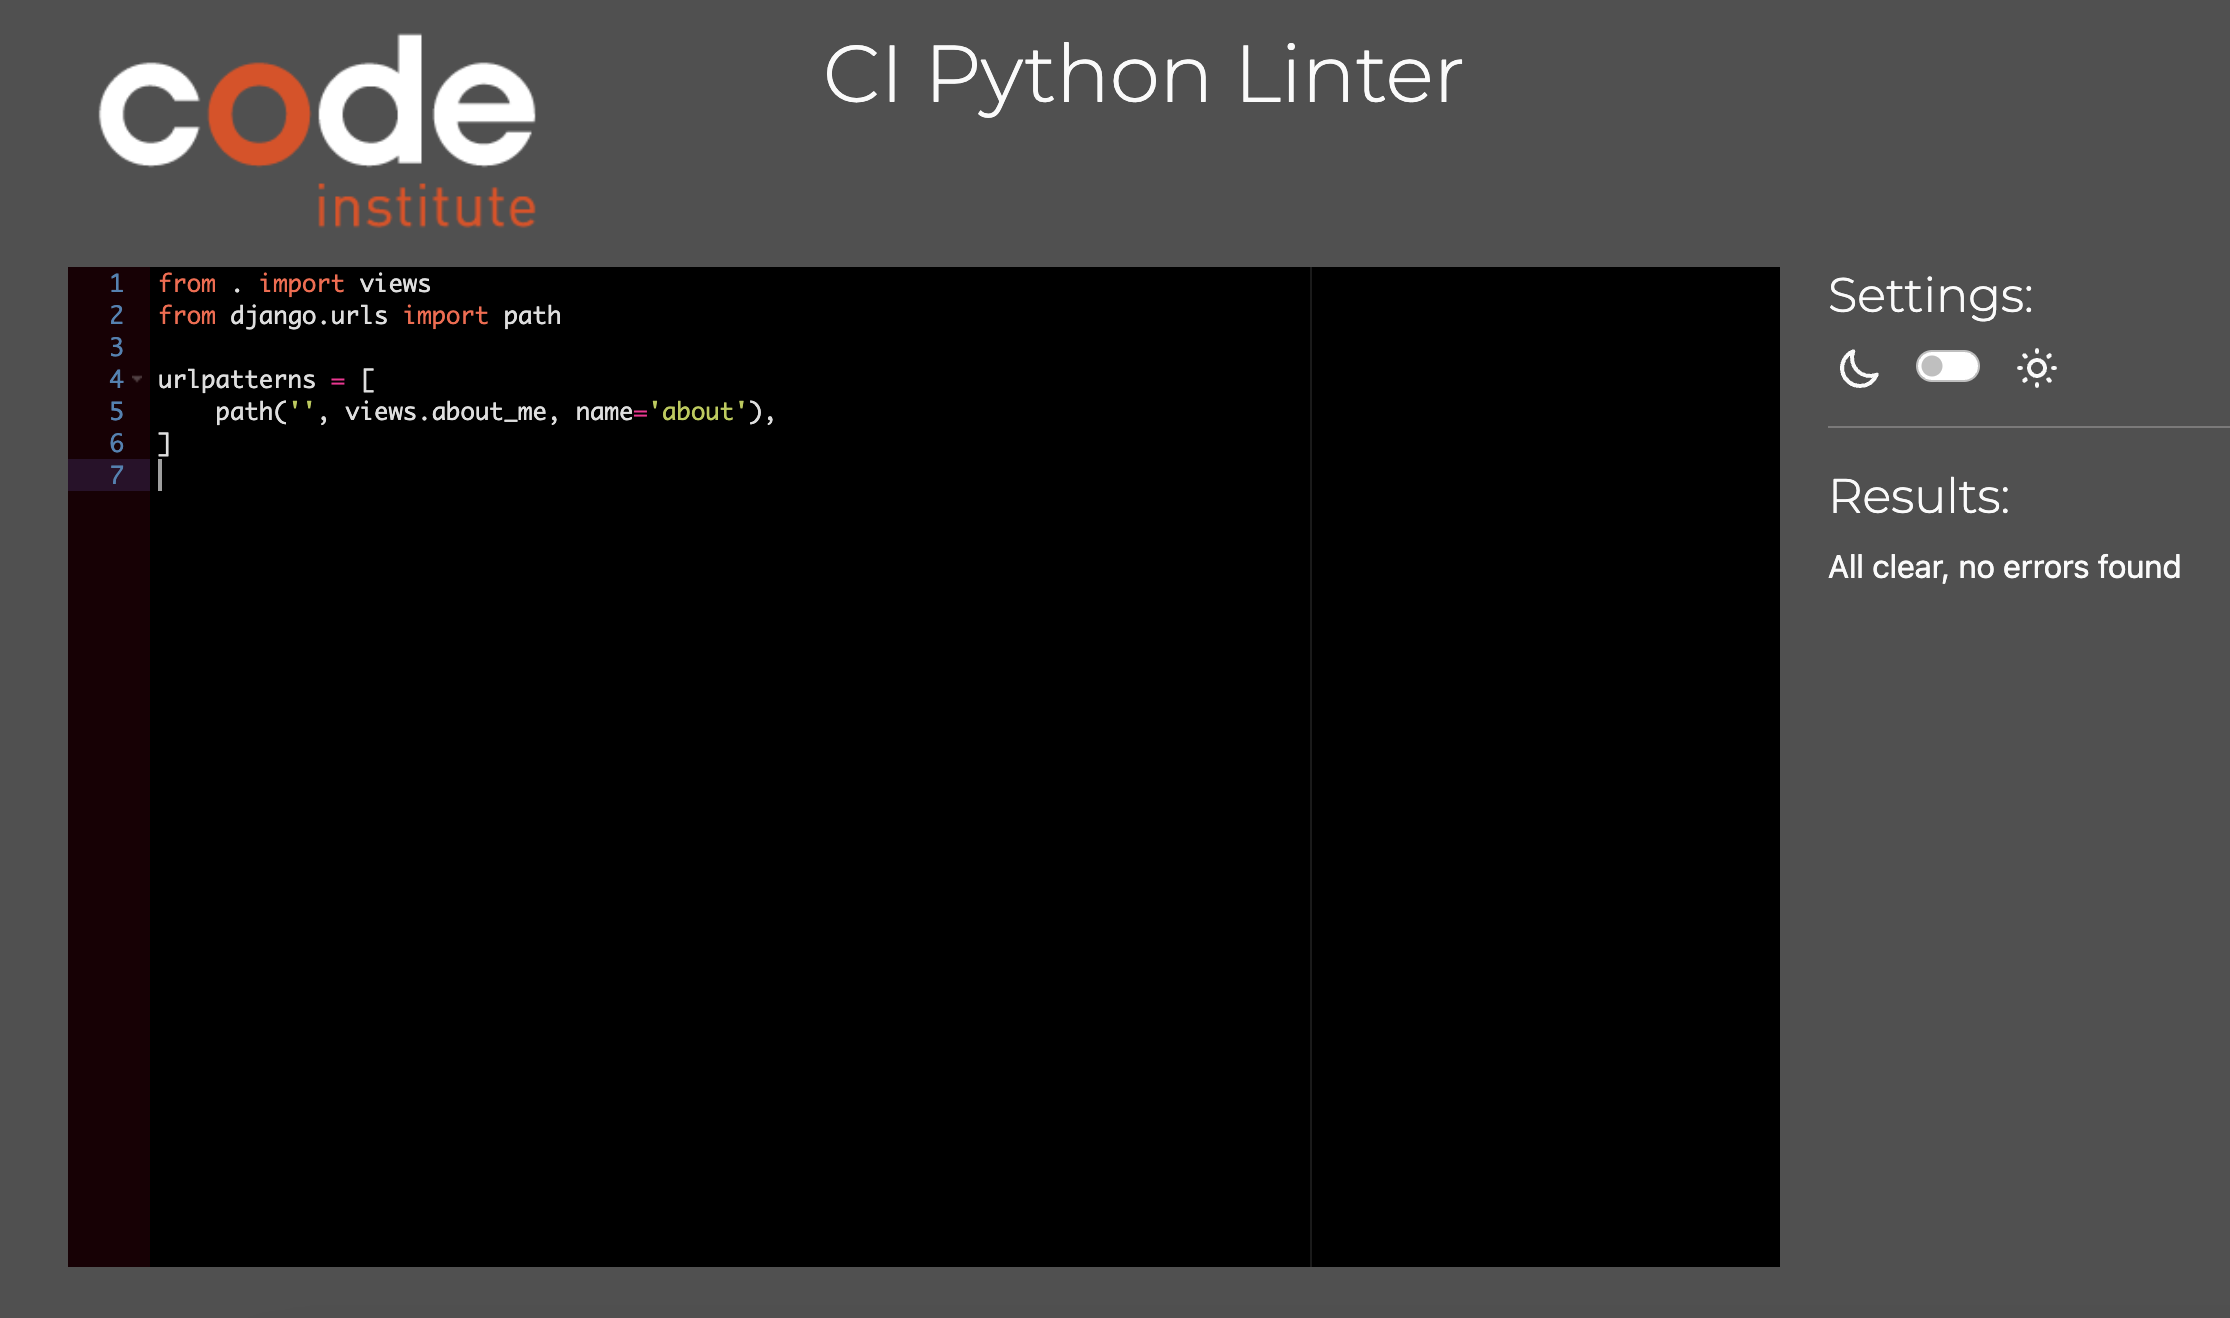 code
institute
CI Python Linter
1 from . import views
2 from django.urls import path
3
4 urlpatterns = [
5     path('', views.about_me, name='about'),
6 ]
7
Settings:
Results:
All clear, no errors found